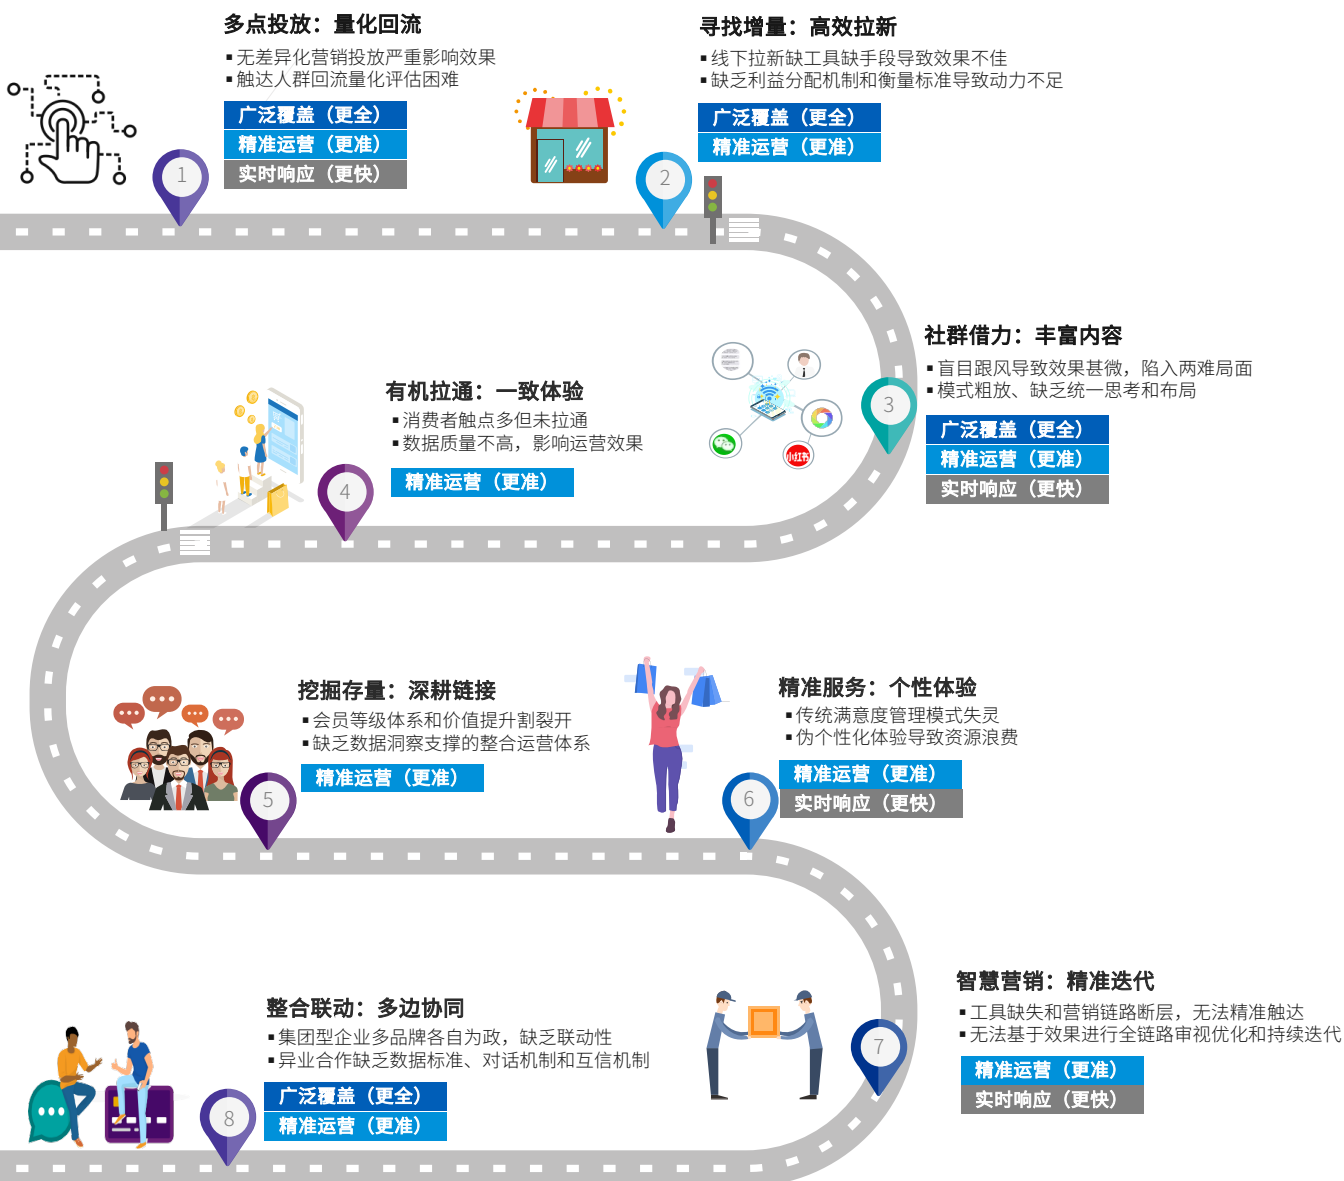 多点投放：量化回流
▪无差异化营销投放严重影响效果
▪触达人群回流量化评估困难
广泛覆盖（更全）
精准运营（更准）
实时响应（更快）
1
寻找增量：高效拉新
▪线下拉新缺工具缺手段导致效果不佳
▪缺乏利益分配机制和衡量标准导致动力不足
广泛覆盖（更全）
精准运营（更准）
2
社群借力：丰富内容
▪盲目跟风导致效果甚微，陷入两难局面
▪模式粗放、缺乏统一思考和布局
广泛覆盖（更全）
精准运营（更准）
实时响应（更快）
3
小红书
有机拉通：一致体验
▪消费者触点多但未拉通
▪数据质量不高，影响运营效果
精准运营（更准）
4
挖掘存量：深耕链接
▪会员等级体系和价值提升割裂开
▪缺乏数据洞察支撑的整合运营体系
精准运营（更准）
5
精准服务：个性体验
▪传统满意度管理模式失灵
▪伪个性化体验导致资源浪费
精准运营（更准）
实时响应（更快）
6
智慧营销：精准迭代
▪工具缺失和营销链路断层，无法精准触达
▪无法基于效果进行全链路审视优化和持续迭代
精准运营（更准）
实时响应（更快）
7
整合联动：多边协同
▪集团型企业多品牌各自为政，缺乏联动性
▪异业合作缺乏数据标准、对话机制和互信机制
广泛覆盖（更全）
精准运营（更准）
8